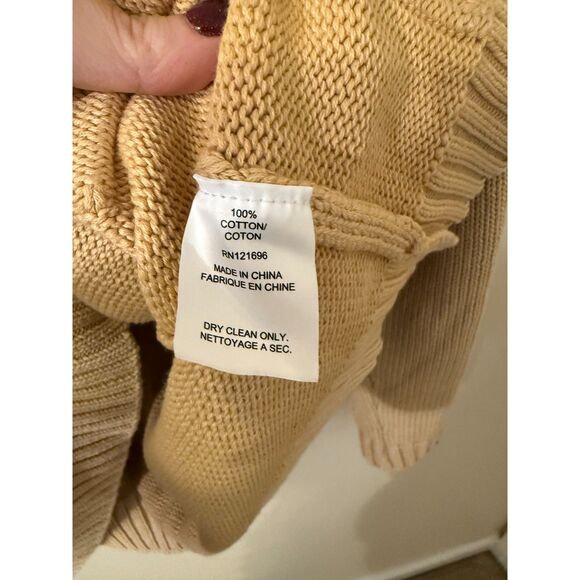 100%
COTTON/
COTON
RN121696
MADE IN CHINA
FABRIQUE EN CHINE
DRY CLEAN ONLY.
NETTOYAGE A SEC.